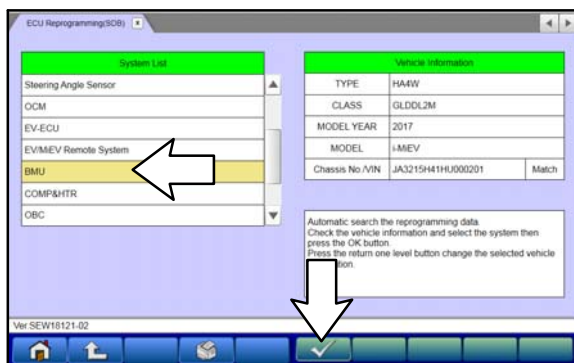 ECU Reprogramming(SDB)
System List
Steering Angle Sensor
OCM
EV-ECU
EV/MiEV Remote System
BMU
COMP&HTR
OBC
Vehicle Information
TYPE HA4W
CLASS GLDDL2M
MODEL YEAR 2017
MODEL i-MiEV
Chassis No./VIN JA3215H41HU000201 Match
Automatic search the reprogramming data.
Check the vehicle information and select the system then
press the OK button.
Press the return one level button change the selected vehicle
Ver.SEW18121-02